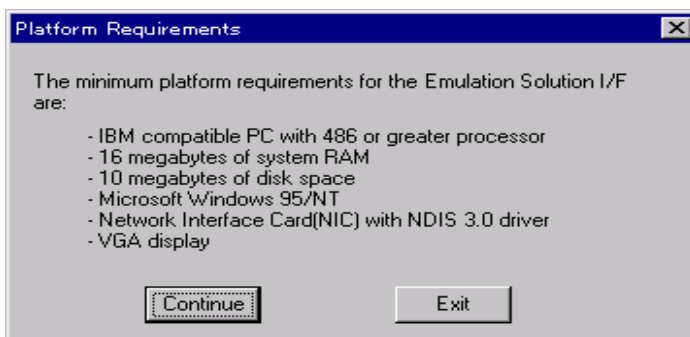 Platform Requirements
The minimum platform requirements for the Emulation Solution I/F
are:
- IBM compatible PC with 486 or greater processor
- 16 megabytes of system RAM
- 10 megabytes of disk space
- Microsoft Windows 95/NT
- Network Interface Card(NIC) with NDIS 3.0 driver
- VGA display
Continue
Exit